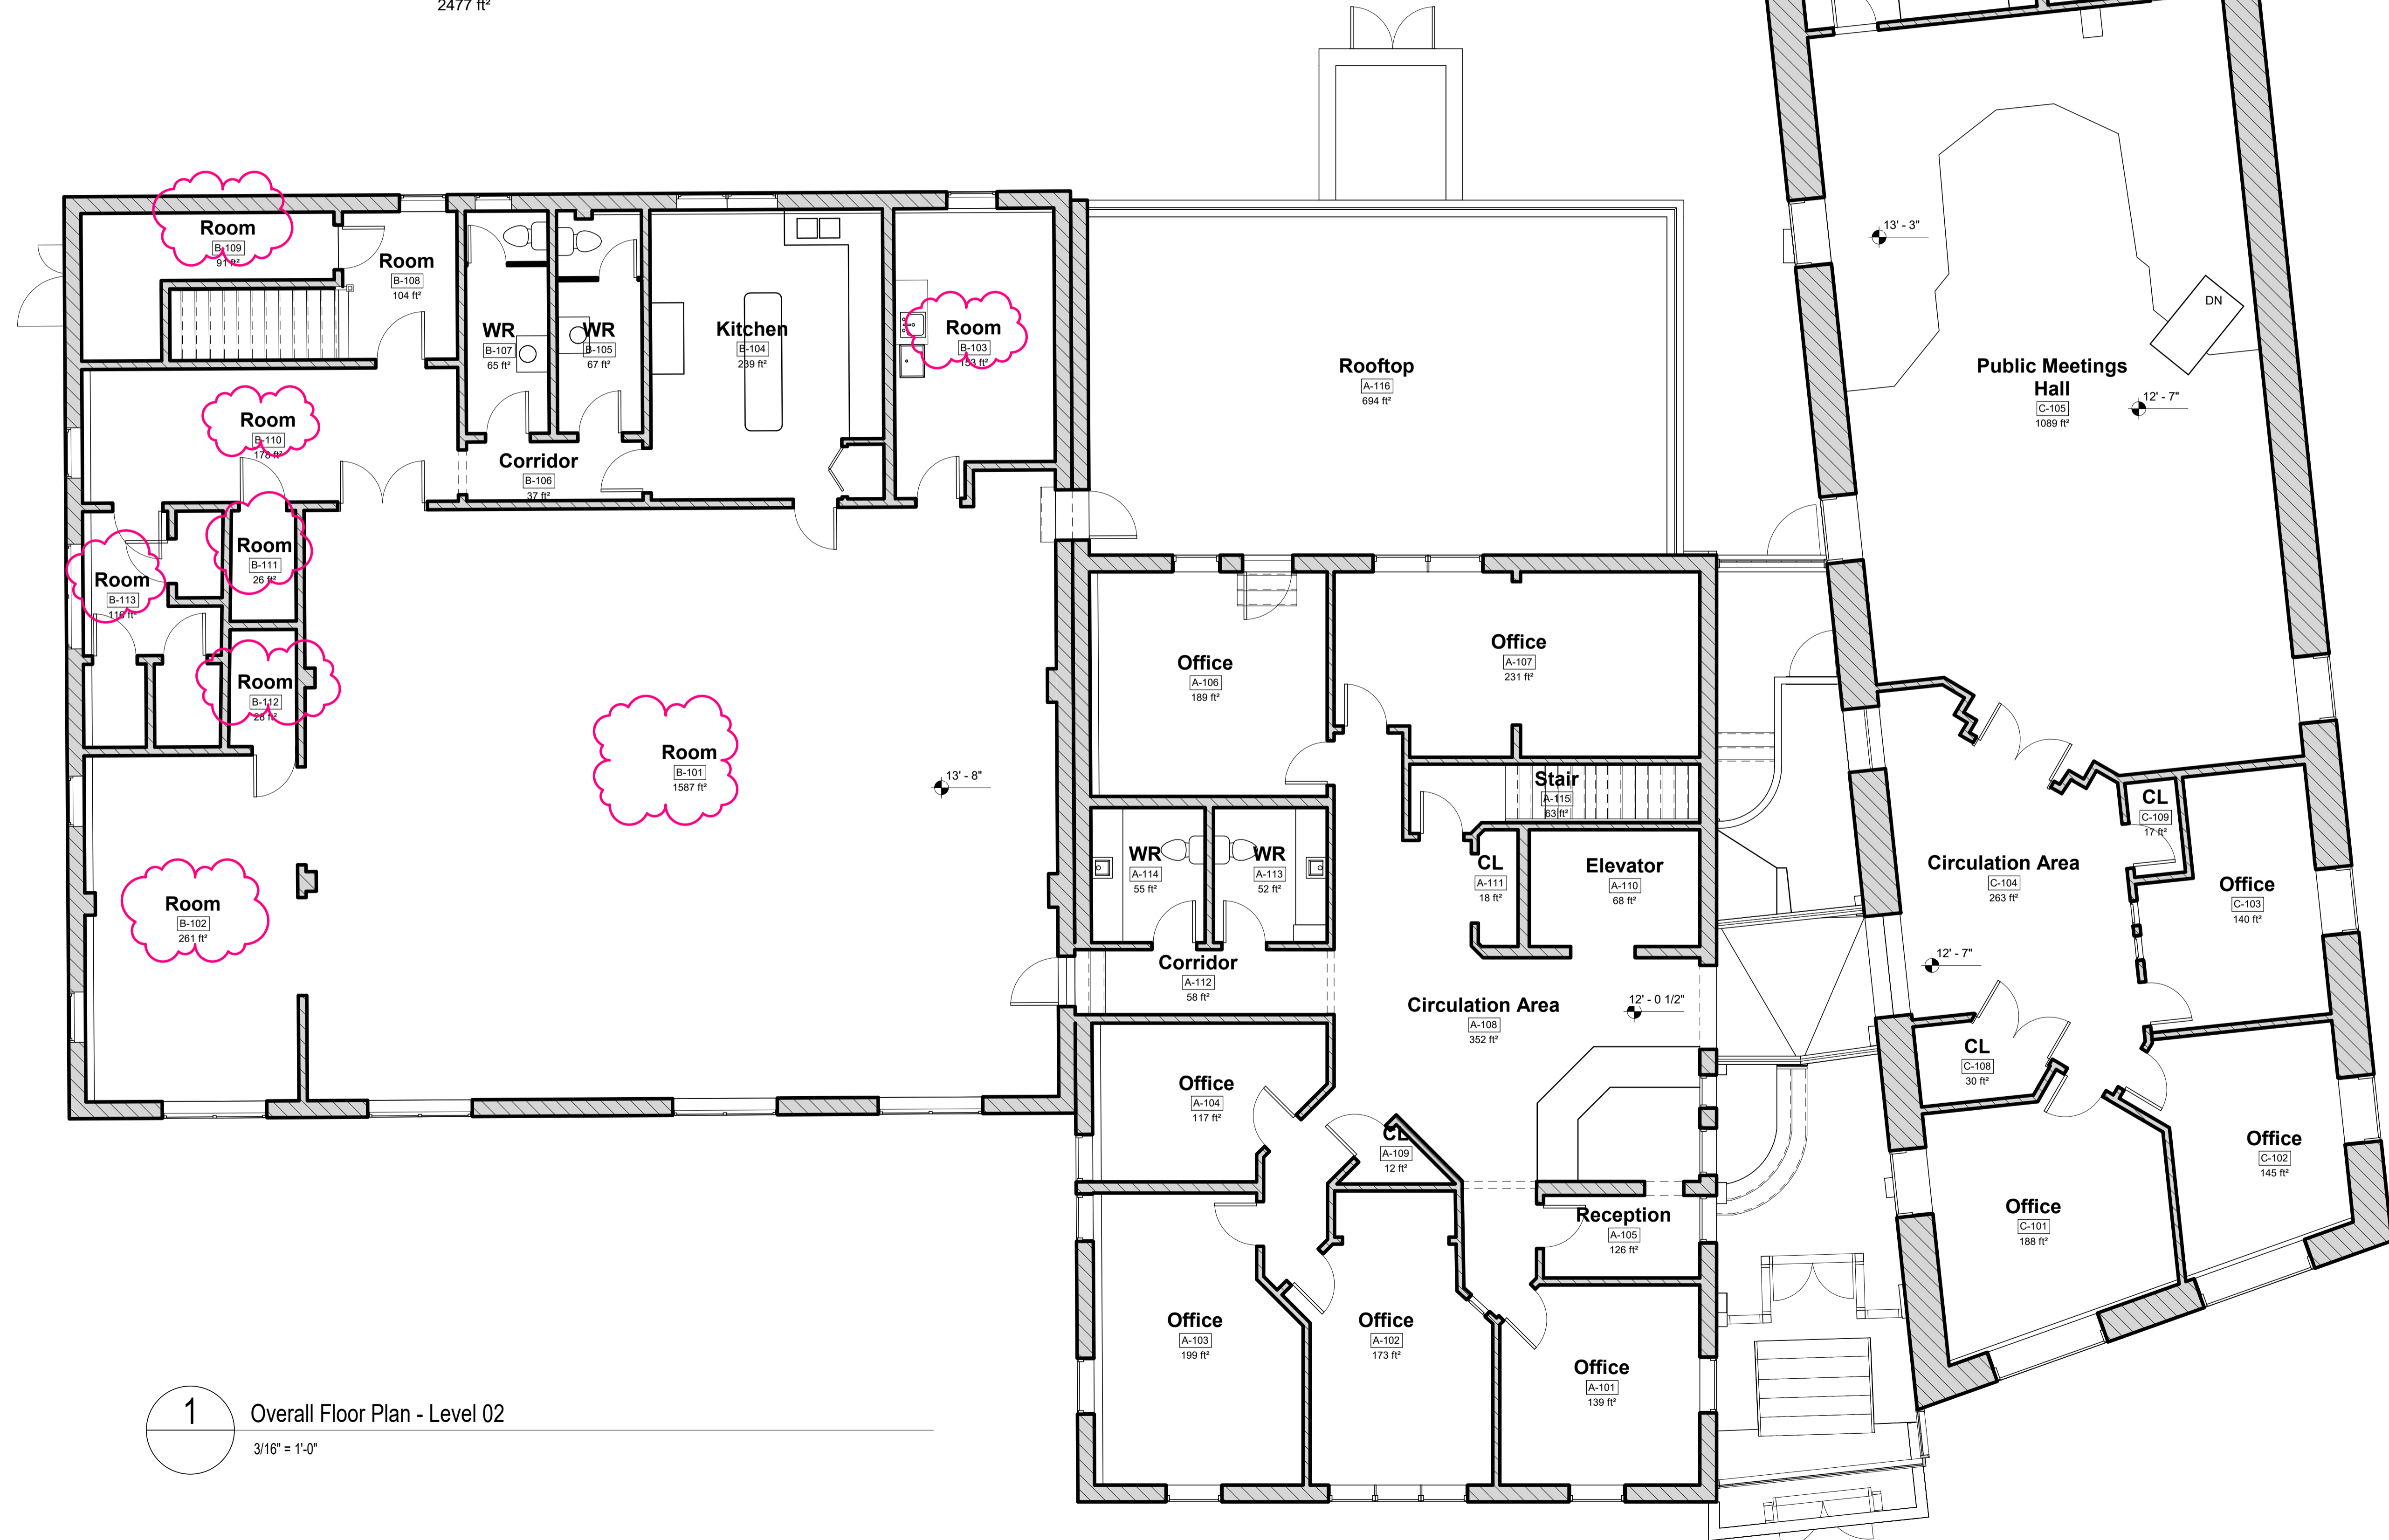 2477 ft²
13' - 3"
DN
Public Meetings
Hall
C-105
1089 ft²
12' - 7"
Room
B-109
91 ft²
Room
B-108
104 ft²
WR
B-107
65 ft²
WR
B-105
67 ft²
Kitchen
B-104
239 ft²
Room
B-103
153 ft²
Rooftop
A-116
694 ft²
Room
B-110
178 ft²
Corridor
B-106
37 ft²
Room
B-111
26 ft²
Room
B-113
116 ft²
Room
B-112
28 ft²
Room
B-101
1587 ft²
13' - 8"
Room
B-102
261 ft²
Office
A-106
189 ft²
Office
A-107
231 ft²
Stair
A-115
63 ft²
WR
A-114
55 ft²
WR
A-113
52 ft²
CL
A-111
18 ft²
Elevator
A-110
68 ft²
Corridor
A-112
58 ft²
Circulation Area
A-108
352 ft²
12' - 0 1/2"
Office
A-104
117 ft²
CL
A-109
12 ft²
Reception
A-105
126 ft²
Office
A-103
199 ft²
Office
A-102
173 ft²
Office
A-101
139 ft²
CL
C-109
17 ft²
Circulation Area
C-104
263 ft²
Office
C-103
140 ft²
12' - 7"
CL
C-108
30 ft²
Office
C-102
145 ft²
Office
C-101
188 ft²
1
Overall Floor Plan - Level 02
3/16" = 1'-0"